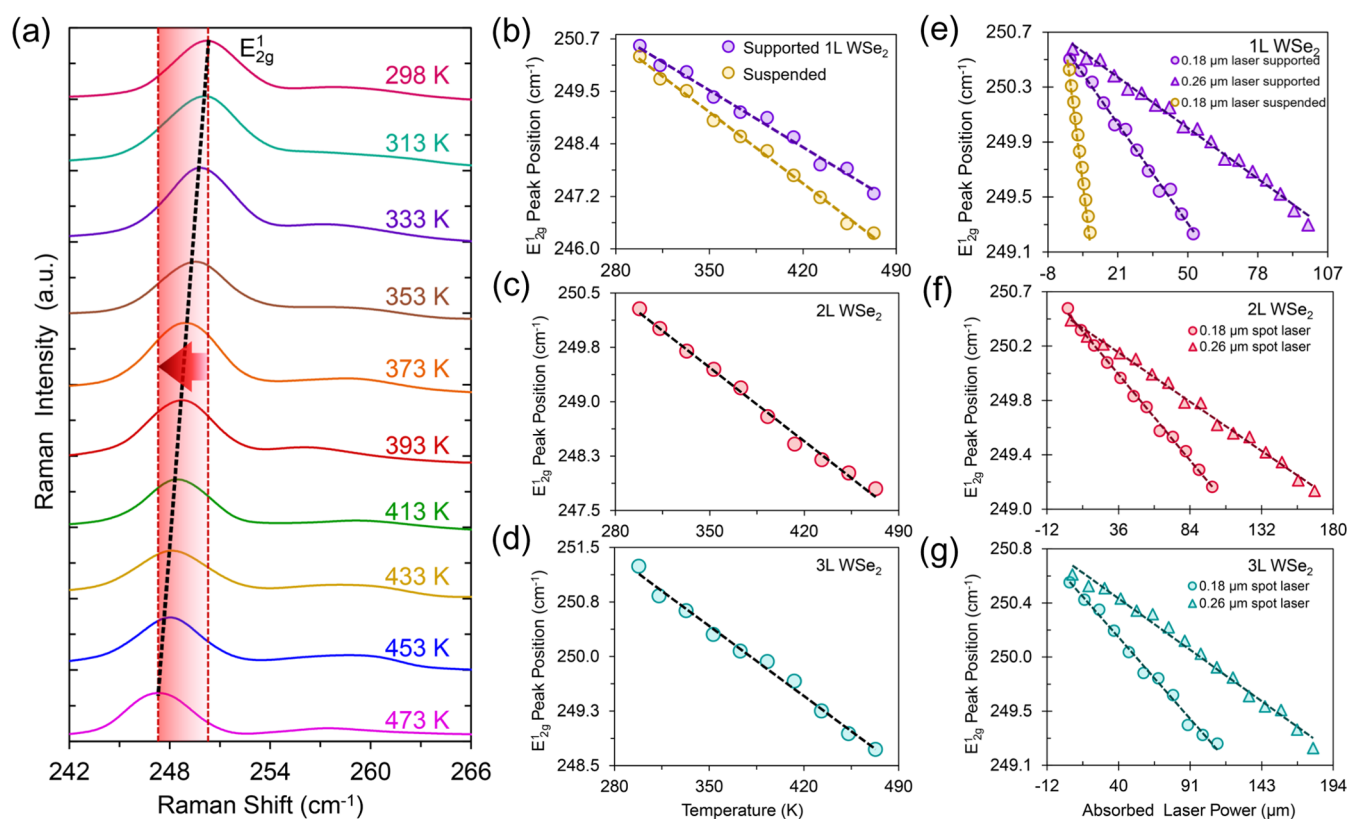 (a)
E¹₂g
298 K
313 K
333 K
353 K
373 K
393 K
413 K
433 K
453 K
473 K
Raman Intensity (a.u.)
242 248 254 260 266
Raman Shift (cm⁻¹)
(b)
250.7
249.5
248.4
247.2
246.0
Supported 1L WSe₂
Suspended
E¹₂g Peak Position (cm⁻¹)
280 350 420 490
(c)
250.5
249.8
249.0
248.3
247.5
2L WSe₂
E¹₂g Peak Position (cm⁻¹)
280 350 420 490
(d)
251.5
250.8
250.0
249.3
248.5
3L WSe₂
E¹₂g Peak Position (cm⁻¹)
280 350 420 490
Temperature (K)
(e)
250.7
250.3
249.9
249.5
249.1
1L WSe₂
0.18 µm laser supported
0.26 µm laser supported
0.18 µm laser suspended
E¹₂g Peak Position (cm⁻¹)
-8 21 50 78 107
(f)
250.7
250.2
249.8
249.4
249.0
2L WSe₂
0.18 µm spot laser
0.26 µm spot laser
E¹₂g Peak Position (cm⁻¹)
-12 36 84 132 180
(g)
250.8
250.4
250.0
249.5
249.1
3L WSe₂
0.18 µm spot laser
0.26 µm spot laser
E¹₂g Peak Position (cm⁻¹)
-12 40 91 143 194
Absorbed Laser Power (µm)